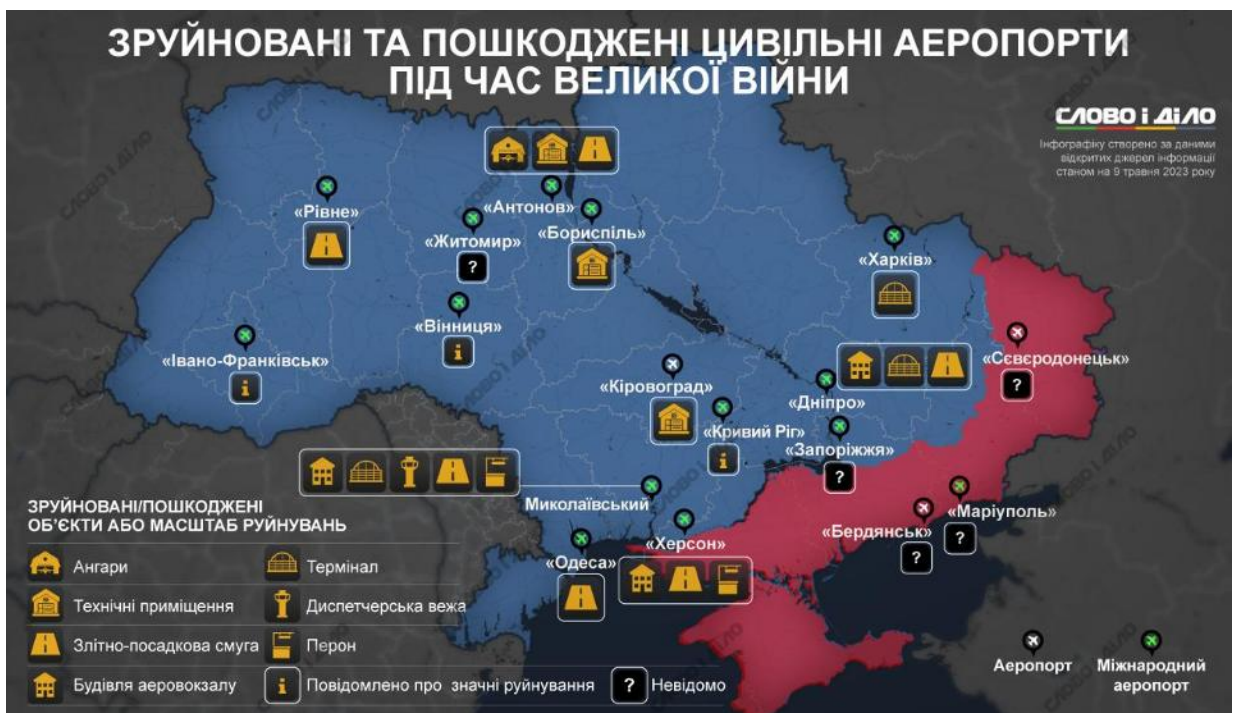 ЗРУЙНОВАНІ ТА ПОШКОДЖЕНІ ЦИВІЛЬНІ АЕРОПОРТИ
ПІД ЧАС ВЕЛИКОЇ ВІЙНИ
СЛОВО і ДІЛО
Інфографіку створено за даними
відкритих джерел інформації
станом на 9 травня 2023 року
«Рівне»
«Антонов»
«Житомир»
?
«Бориспіль»
«Харків»
«Вінниця»
i
«Івано-Франківськ»
i
«Сєвєродонецьк»
?
«Кіровоград»
«Дніпро»
«Кривий Ріг»
i
«Запоріжжя»
?
Миколаївський
«Маріуполь»
?
«Бердянськ»
?
«Херсон»
«Одеса»
ЗРУЙНОВАНІ/ПОШКОДЖЕНІ
ОБ'ЄКТИ АБО МАСШТАБ РУЙНУВАНЬ
Ангари
Термінал
Технічні приміщення
Диспетчерська вежа
Злітно-посадкова смуга
Перон
Будівля аеровокзалу
i Повідомлено про значні руйнування
? Невідомо
Аеропорт
Міжнародний
аеропорт
СЛОВО і ДІЛО